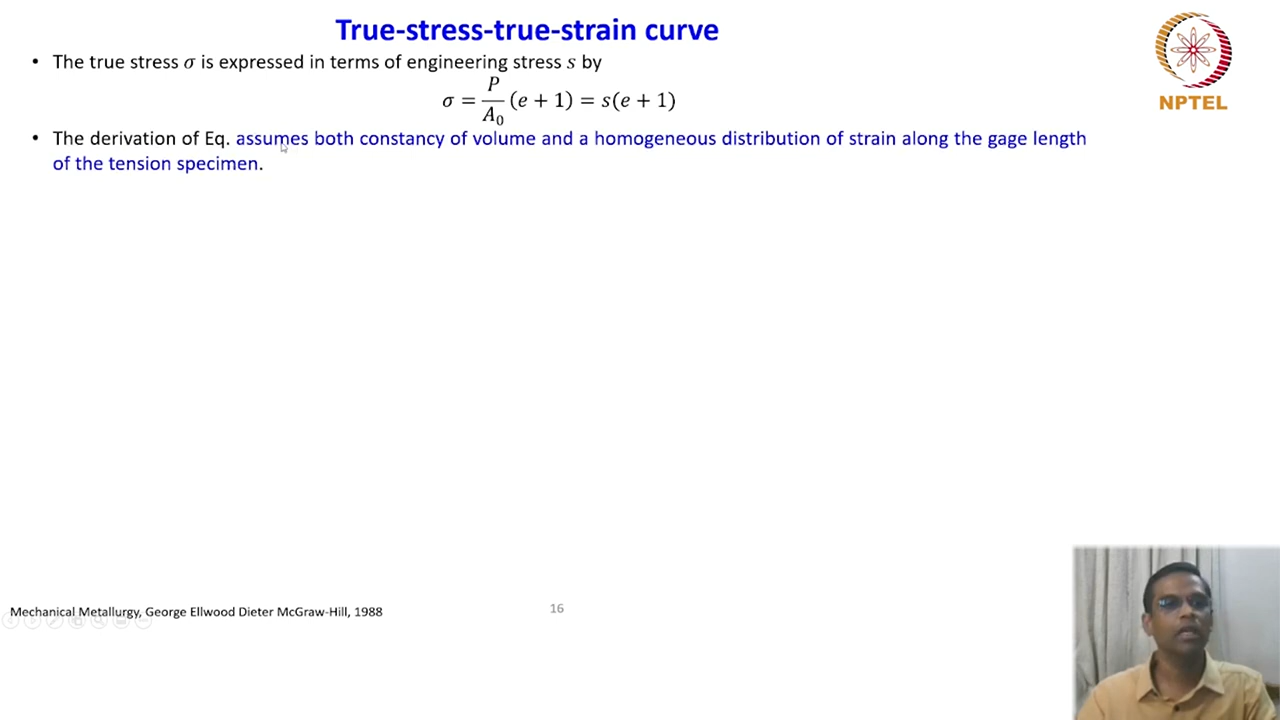 True-stress-true-strain curve
• The true stress σ is expressed in terms of engineering stress s by
σ = P/A₀ (e + 1) = s(e + 1)
• The derivation of Eq. assumes both constancy of volume and a homogeneous distribution of strain along the gage length
of the tension specimen.
NPTEL
Mechanical Metallurgy, George Ellwood Dieter McGraw-Hill, 1988
16